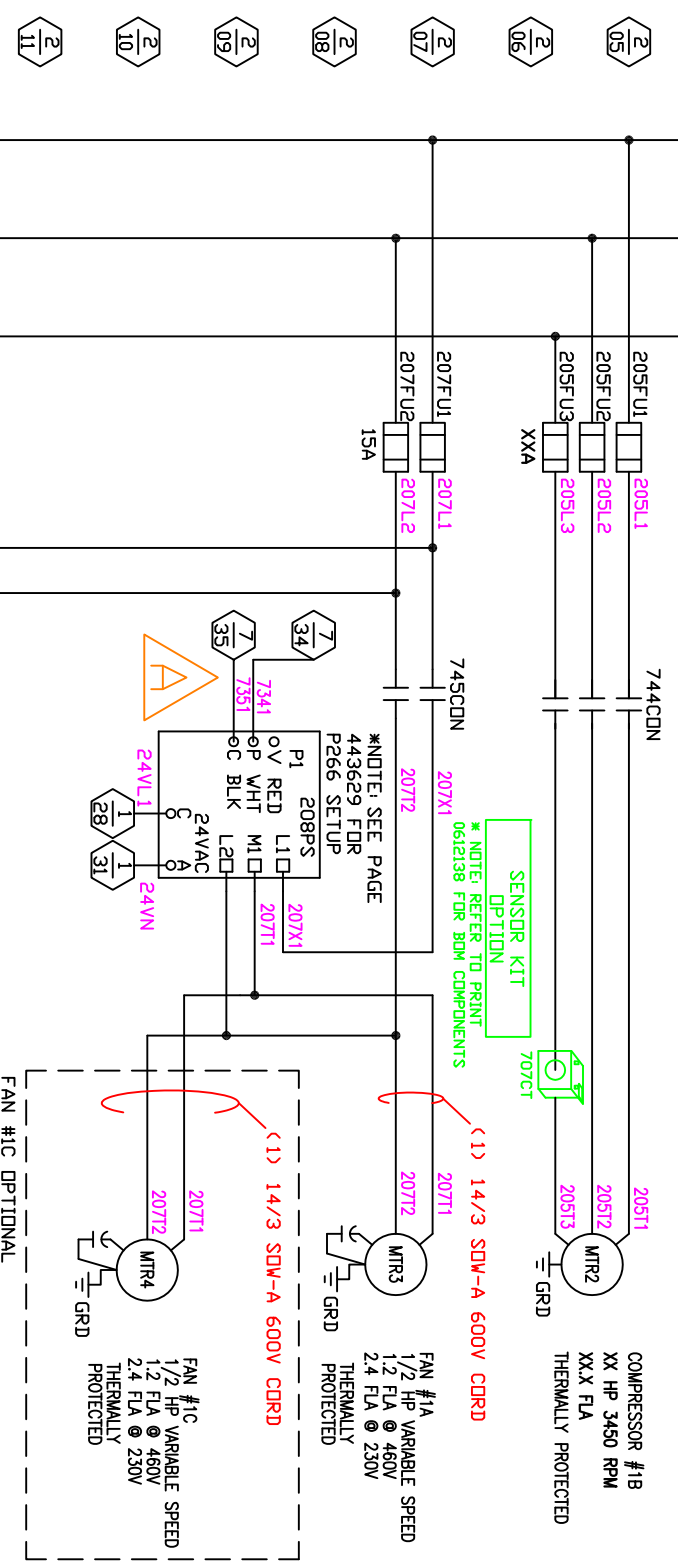 2
05
2
06
2
07
2
08
2
09
2
10
2
11
205FU1
205L1
205FU2
205L2
205FU3
205L3
XXA
744CON
205T1
205T2
205T3
MTR2
GRD
COMPRESSOR #1B
XX HP 3450 RPM
XX.X FLA
THERMALLY PROTECTED
SENSOR KIT
OPTION
* NOTE: REFER TO PRINT
0612138 FOR BOM COMPONENTS
707CT
207FU1
207L1
207FU2
207L2
15A
745CON
207X1
207T2
(1) 14/3 SOW-A 600V CORD
207T1
207T2
MTR3
GRD
FAN #1A
1/2 HP VARIABLE SPEED
1.2 FLA @ 460V
2.4 FLA @ 230V
THERMALLY
PROTECTED
*NOTE: SEE PAGE
443629 FOR
P266 SETUP
7
34
7
35
7341
7351
A
208PS
P1
V RED
P WHT
C BLK
L1
M1
L2
24VAC
C
A
207X1
207T1
24VL1
24VN
1
28
1
31
(1) 14/3 SOW-A 600V CORD
207T1
207T2
MTR4
GRD
FAN #1C
1/2 HP VARIABLE SPEED
1.2 FLA @ 460V
2.4 FLA @ 230V
THERMALLY
PROTECTED
FAN #1C OPTIONAL